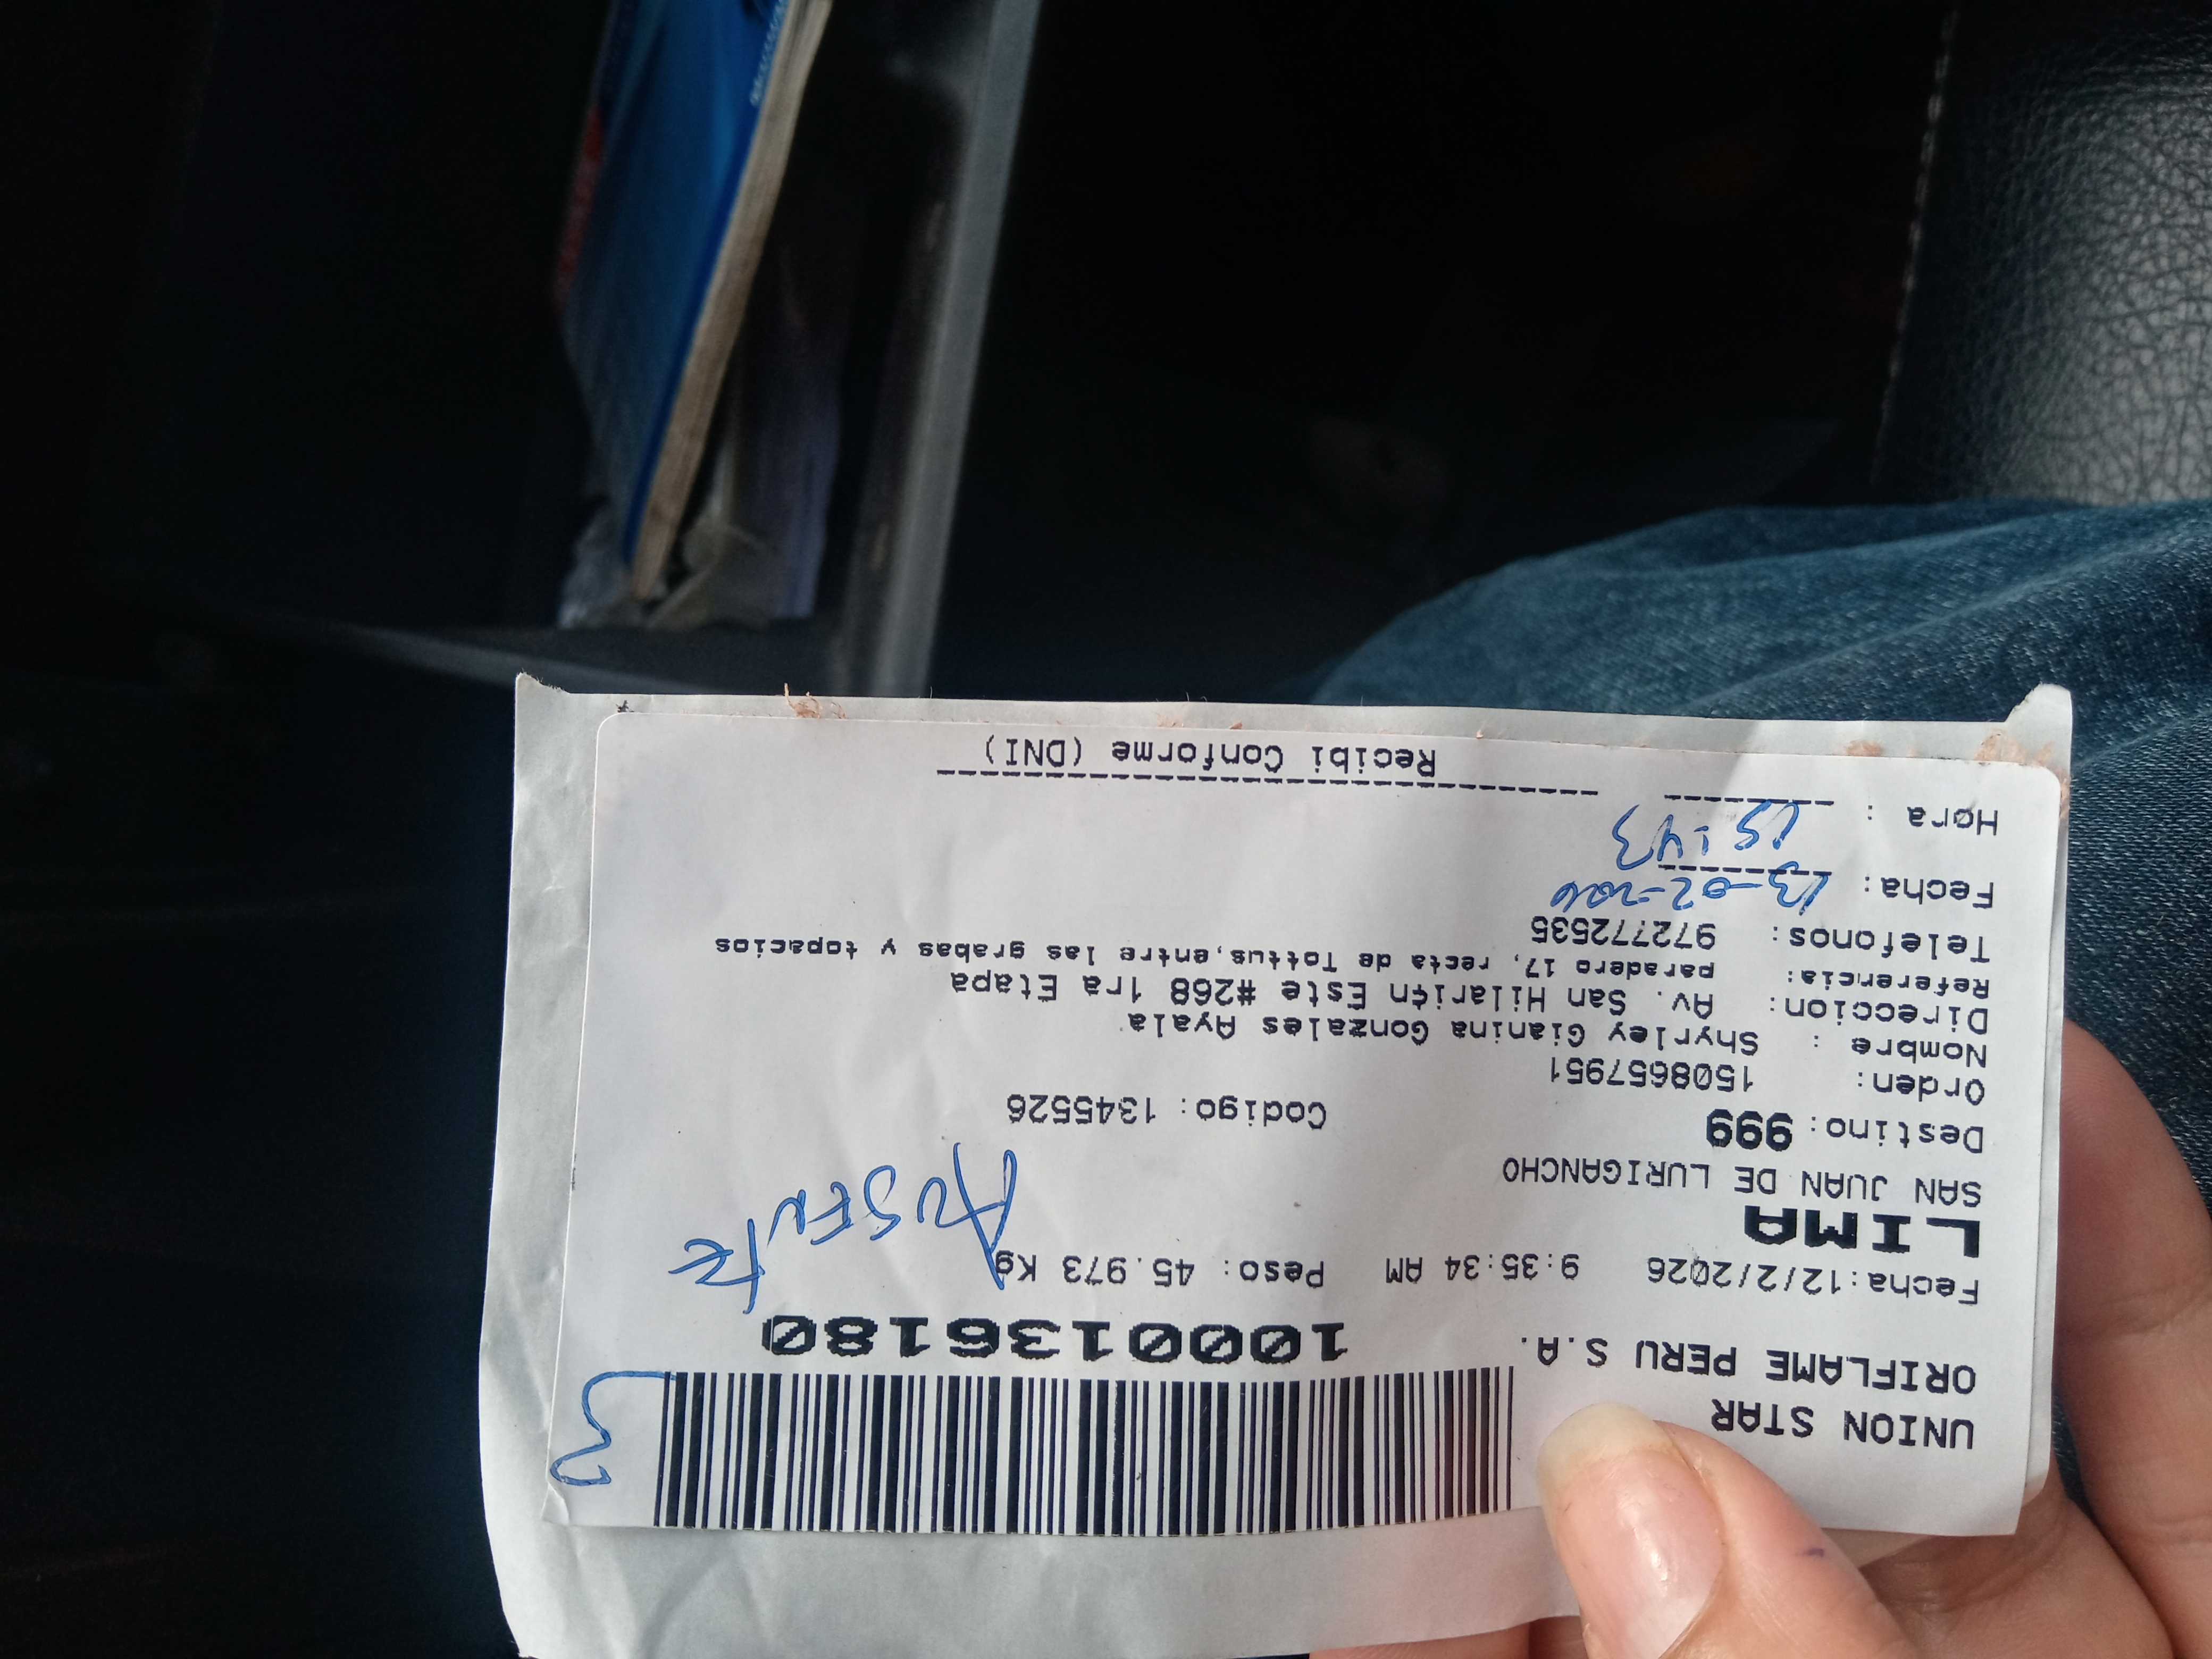 UNION STAR
ORIFLAME PERU S.A.
1000136180
Fecha:12/2/2026 9:35:34 AM Peso: 45.973 Kg
AUSENTE
LIMA
SAN JUAN DE LURIGANCHO
Destino: 999 Codigo: 1345526
Orden: 1508657951
Nombre : Shyrley Gianina Gonzales Ayala
Direccion: Av. San Hilari¢n Este #268 1ra Etapa
Referencia: paradero 17, recta de Tottus,entre las grabas y topacios
Telefonos: 972772535
Fecha: 13-02-2026
Hora : 15:43
Recibi Conforme (DNI)